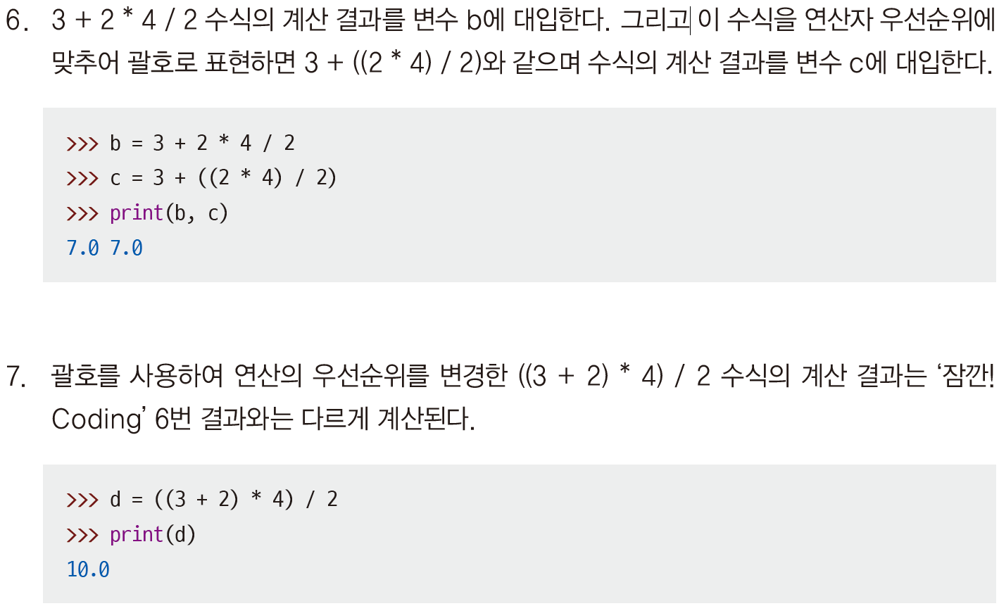 6. 3 + 2 * 4 / 2 수식의 계산 결과를 변수 b에 대입한다. 그리고 이 수식을 연산자 우선순위에
맞추어 괄호로 표현하면 3 + ((2 * 4) / 2)와 같으며 수식의 계산 결과를 변수 c에 대입한다.
>>> b = 3 + 2 * 4 / 2
>>> c = 3 + ((2 * 4) / 2)
>>> print(b, c)
7.0 7.0
7. 괄호를 사용하여 연산의 우선순위를 변경한 ((3 + 2) * 4) / 2 수식의 계산 결과는 ‘잠깐!
Coding’ 6번 결과와는 다르게 계산된다.
>>> d = ((3 + 2) * 4) / 2
>>> print(d)
10.0